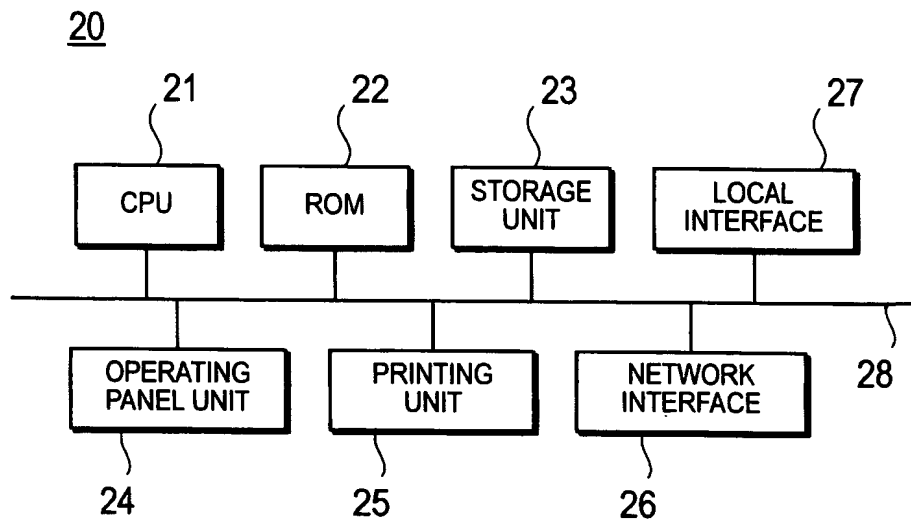 20
21
22
23
27
CPU
ROM
STORAGE
UNIT
LOCAL
INTERFACE
28
OPERATING
PANEL UNIT
PRINTING
UNIT
NETWORK
INTERFACE
24
25
26